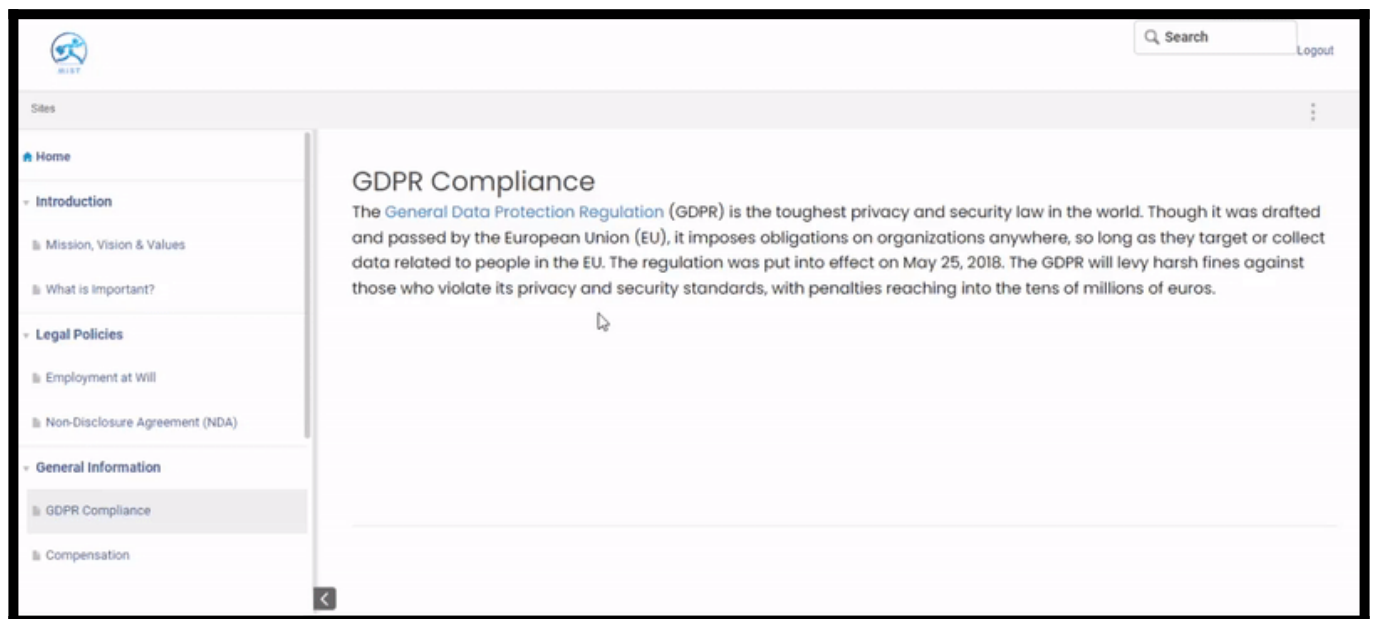 MIST
Search
Logout
Sites
Home
Introduction
Mission, Vision & Values
What is Important?
Legal Policies
Employment at Will
Non-Disclosure Agreement (NDA)
General Information
GDPR Compliance
Compensation
GDPR Compliance
The General Data Protection Regulation (GDPR) is the toughest privacy and security law in the world. Though it was drafted
and passed by the European Union (EU), it imposes obligations on organizations anywhere, so long as they target or collect
data related to people in the EU. The regulation was put into effect on May 25, 2018. The GDPR will levy harsh fines against
those who violate its privacy and security standards, with penalties reaching into the tens of millions of euros.